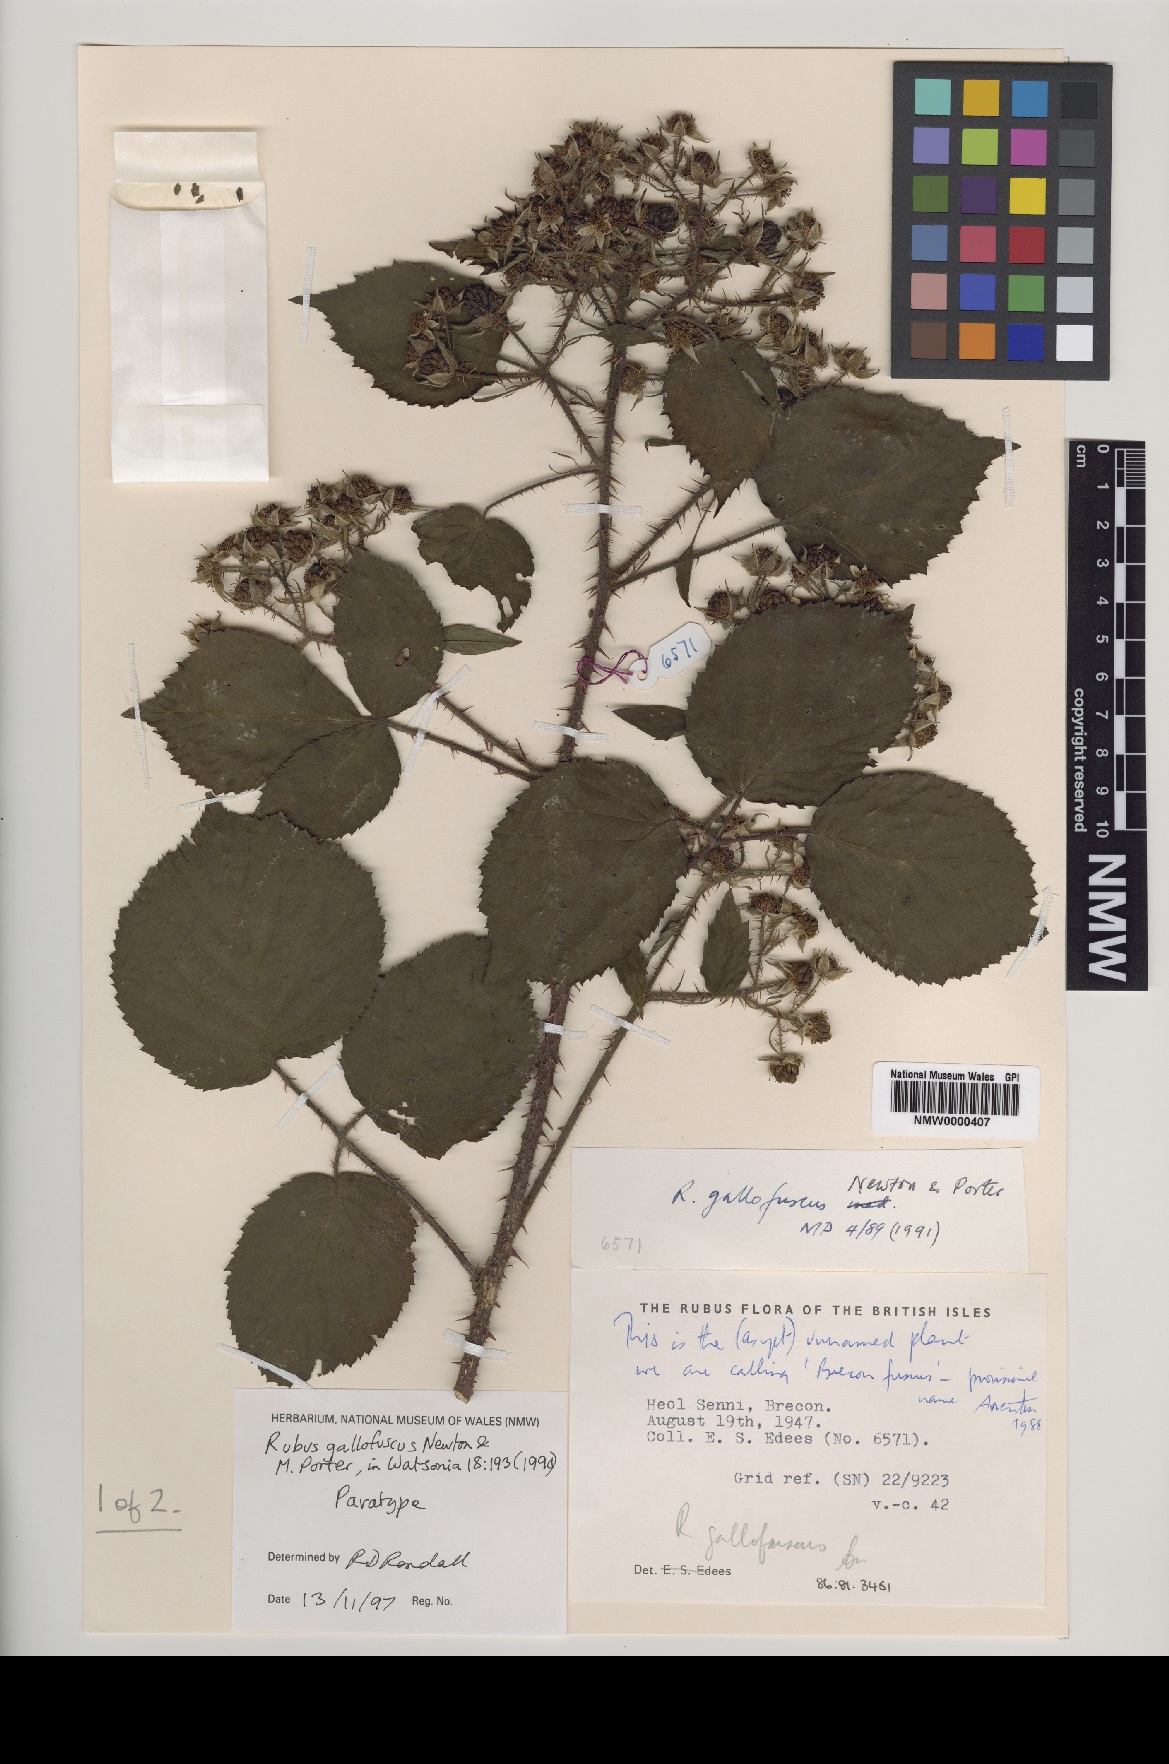 6571
cm 0 1 2 3 4 5 6 7 8 9 10
copyright reserved
NMW
National Museum Wales GPI
NMW0000407
R. gallofuscus Newton & Porter
MP 4/89 (1991)
6571
THE RUBUS FLORA OF THE BRITISH ISLES
This is the unnamed plant
we are calling 'Brecon fuscus' – provisional
name A Newton
1988
Heol Senni, Brecon.
August 19th, 1947.
Coll. E. S. Edees (No. 6571).
Grid ref. (SN) 22/9223
v.-c. 42
R gallofuscus
Det. E. S. Edees
86.81.3451
HERBARIUM, NATIONAL MUSEUM OF WALES (NMW)
Rubus gallofuscus Newton &
M. Porter, in Watsonia 18:193
Paratype
Determined by RD Randall
Date 13/11/97 Reg. No.
1 of 2.